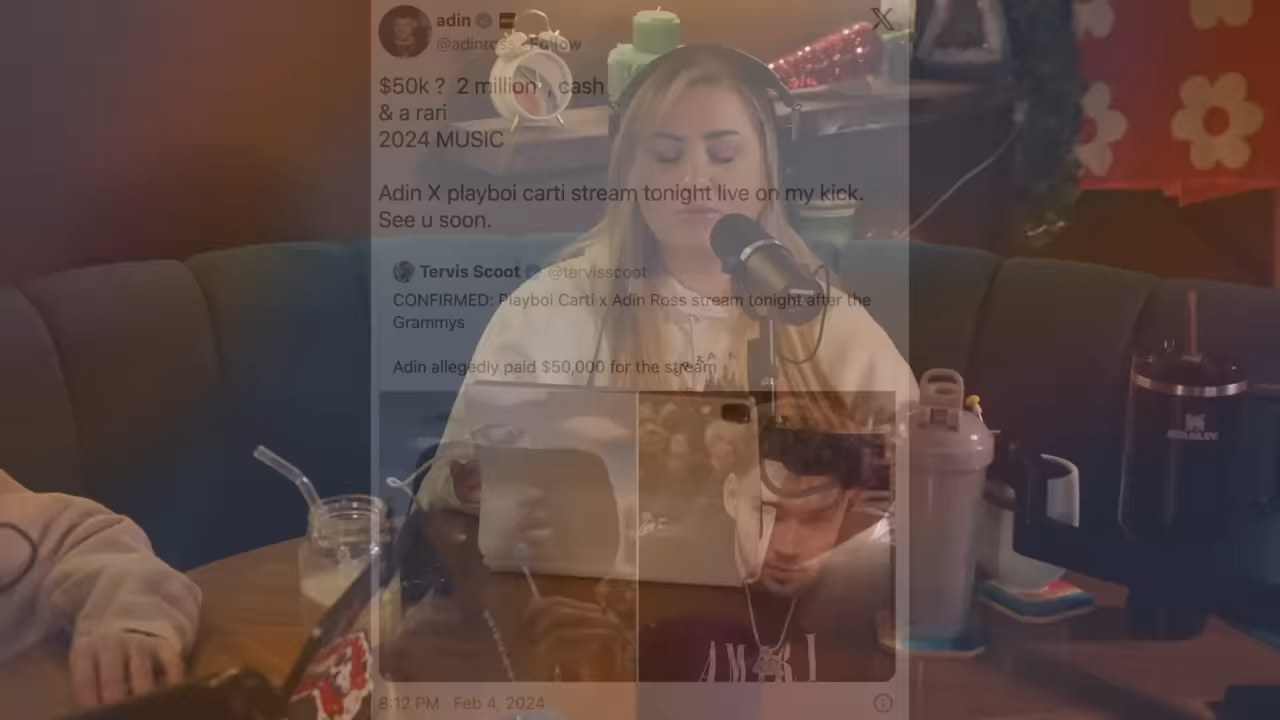 adin
@adinross · Follow
$50k ? 2 million , cash
& a rari
2024 MUSIC
Adin X playboi carti stream tonight live on my kick.
See u soon.
Tervis Scoot @tervisscoot
CONFIRMED: Playboi Carti x Adin Ross stream tonight after the
Grammys
Adin allegedly paid $50,000 for the stream
STANLEY
AMIRI
8:12 PM · Feb 4, 2024